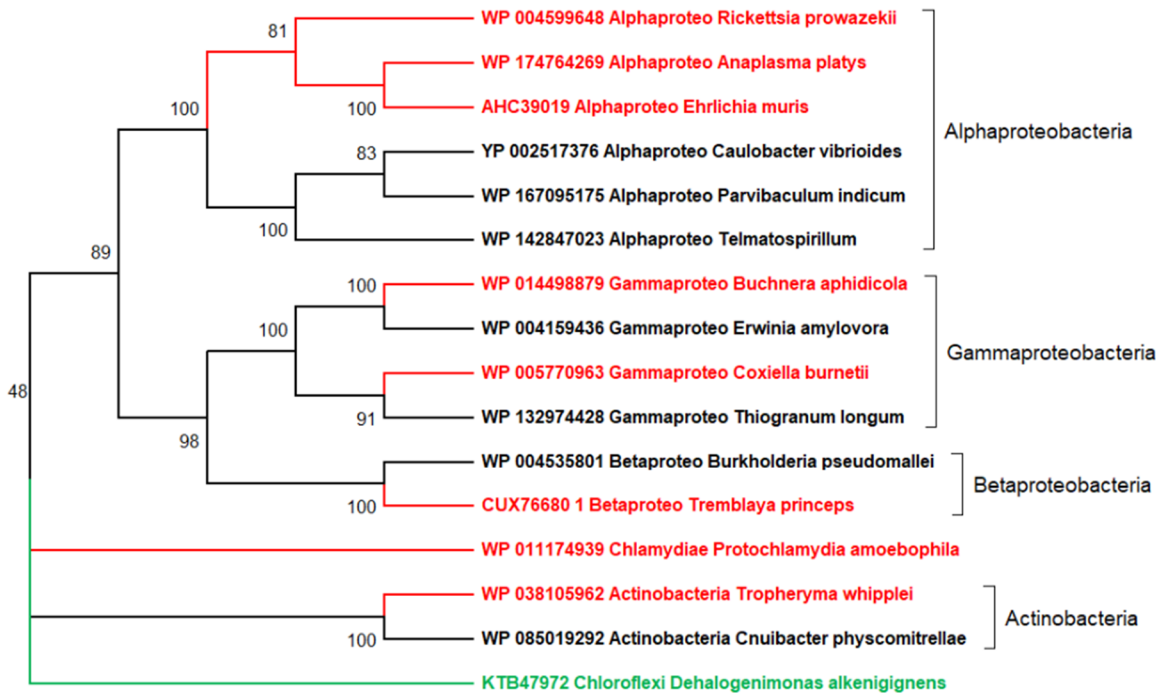 WP 004599648 Alphaproteo Rickettsia prowazekii
81
WP 174764269 Alphaproteo Anaplasma platys
100
100
AHC39019 Alphaproteo Ehrlichia muris
Alphaproteobacteria
83
YP 002517376 Alphaproteo Caulobacter vibrioides
WP 167095175 Alphaproteo Parvibaculum indicum
100
WP 142847023 Alphaproteo Telmatospirillum
89
100
WP 014498879 Gammaproteo Buchnera aphidicola
100
WP 004159436 Gammaproteo Erwinia amylovora
Gammaproteobacteria
WP 005770963 Gammaproteo Coxiella burnetii
48
91
WP 132974428 Gammaproteo Thiogranum longum
98
WP 004535801 Betaproteo Burkholderia pseudomallei
Betaproteobacteria
100
CUX76680 1 Betaproteo Tremblaya princeps
WP 011174939 Chlamydiae Protochlamydia amoebophila
WP 038105962 Actinobacteria Tropheryma whipplei
Actinobacteria
100
WP 085019292 Actinobacteria Cnuibacter physcomitrellae
KTB47972 Chloroflexi Dehalogenimonas alkenigignens